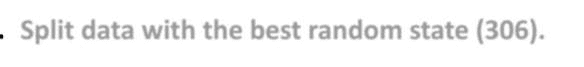 . Split data with the best random state (306).